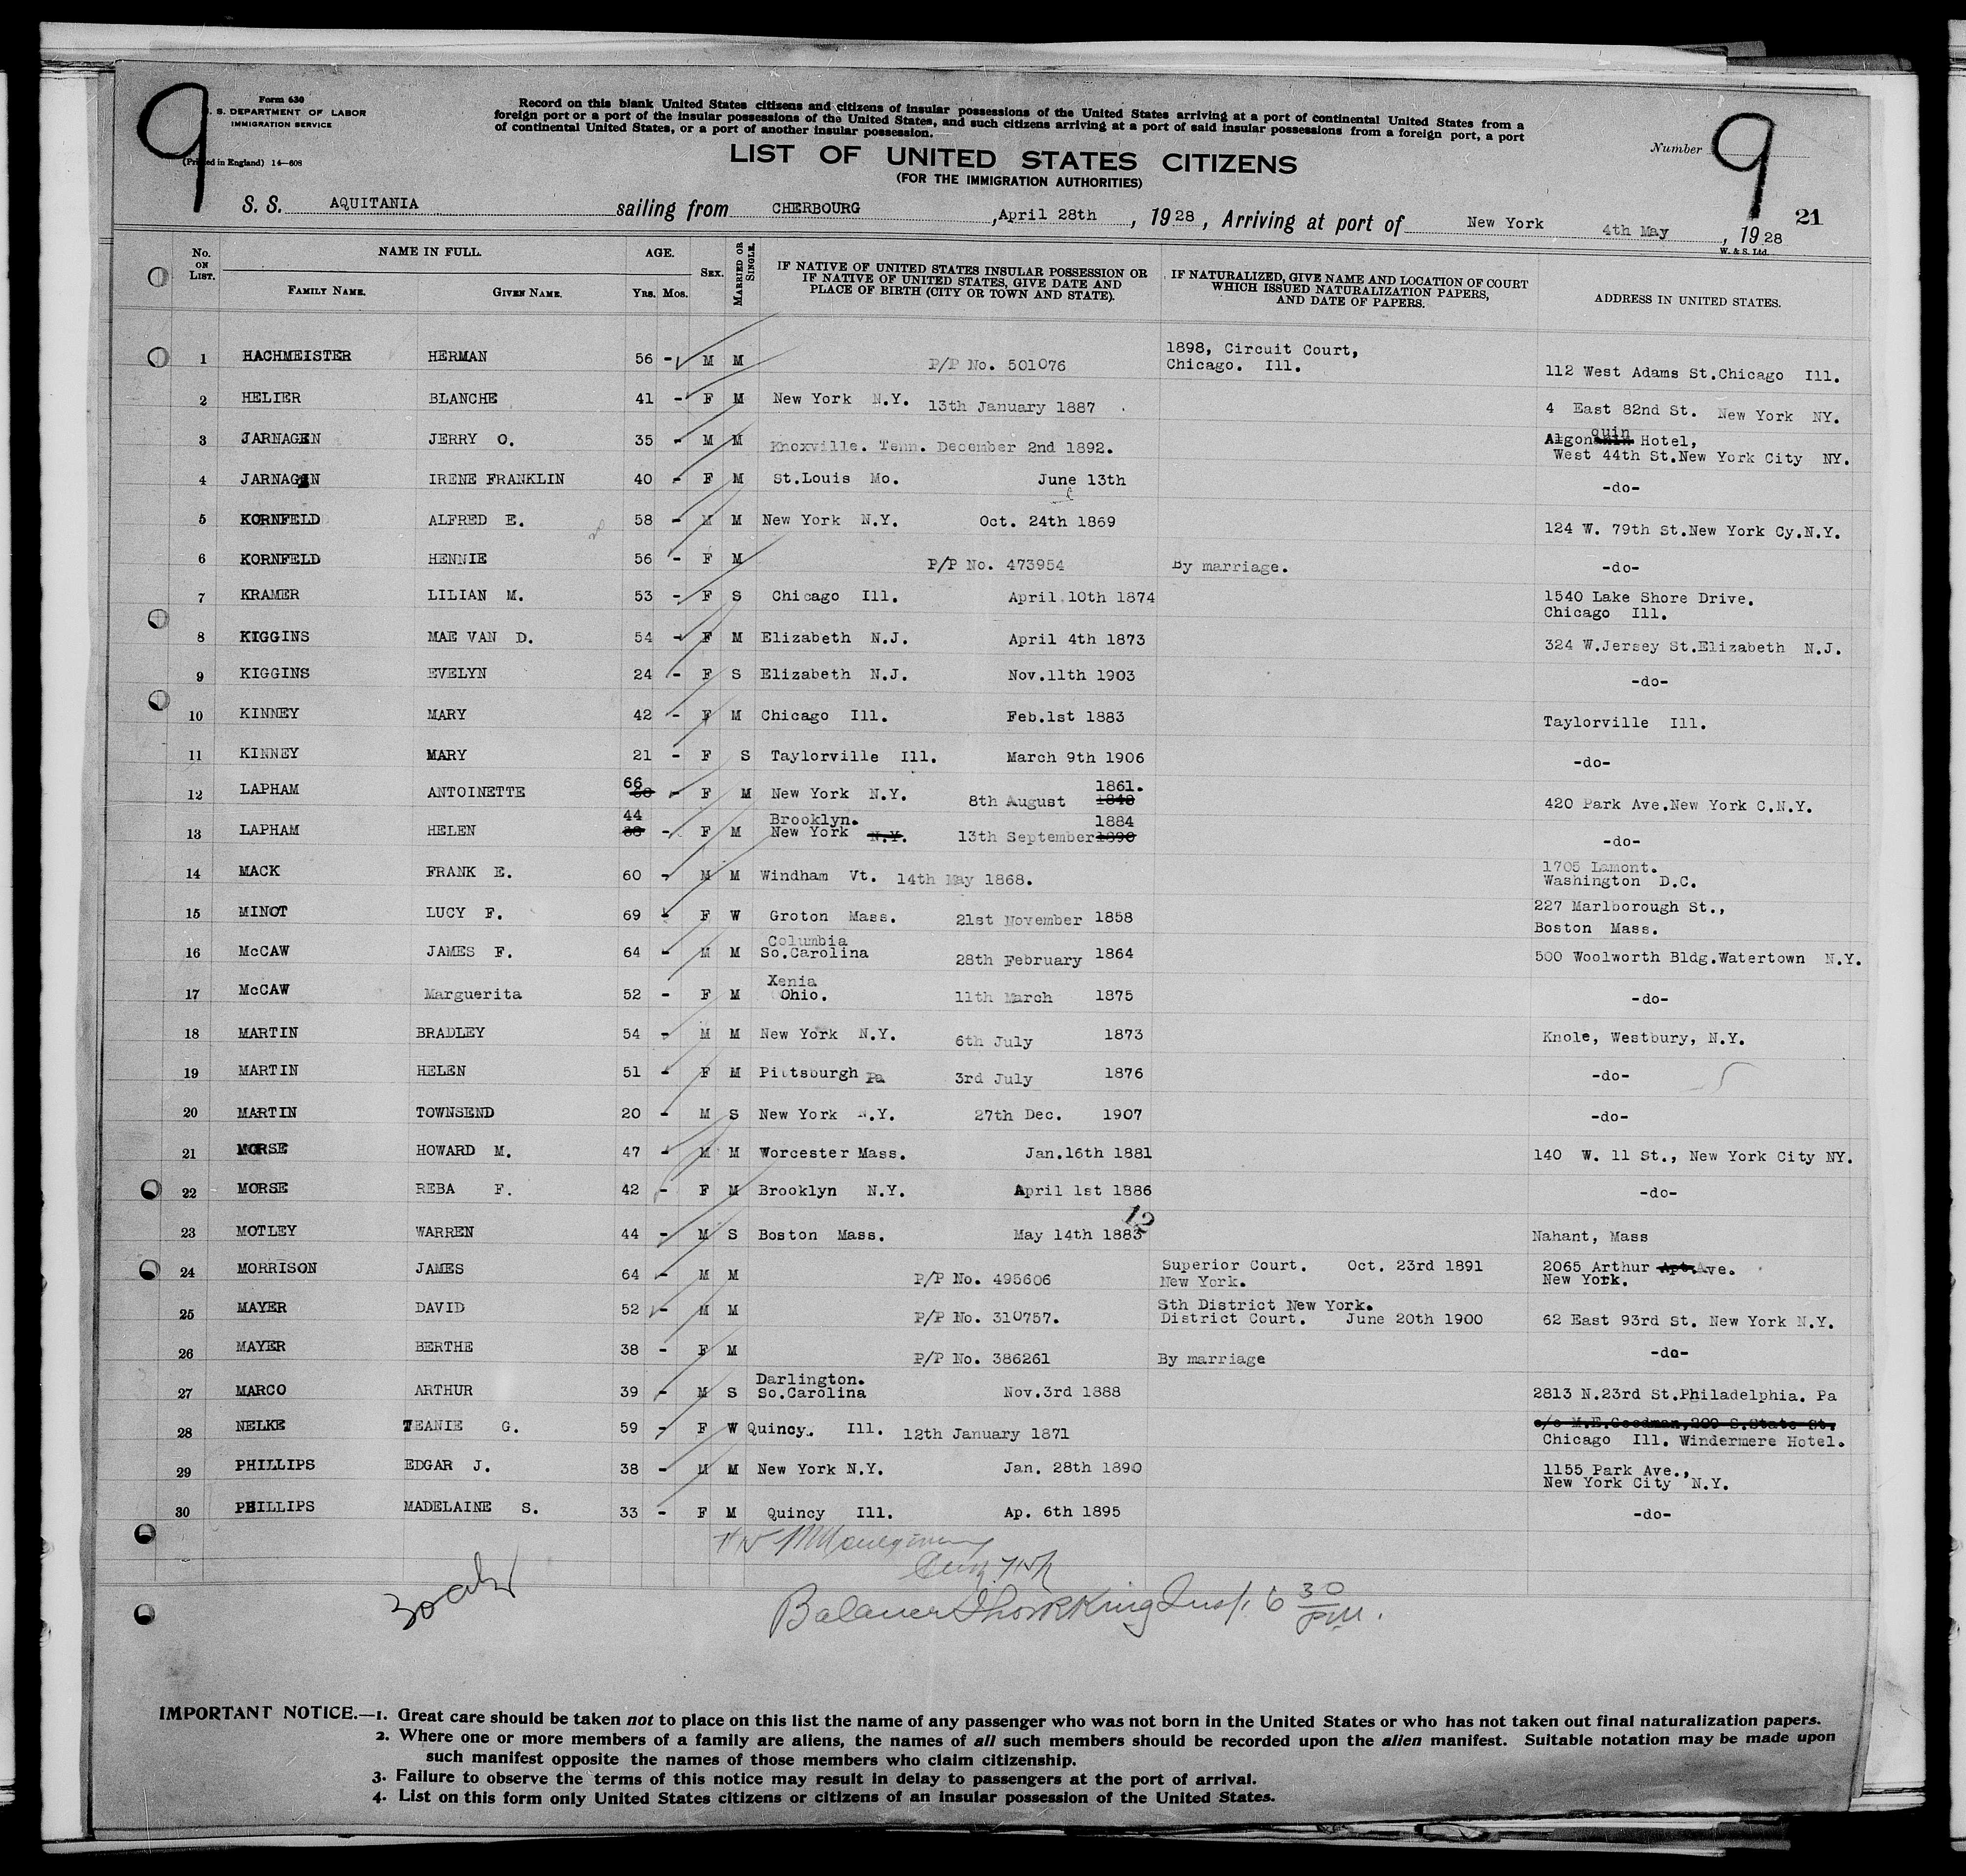 9
Form 630
. S. DEPARTMENT OF LABOR
IMMIGRATION SERVICE
(Printed in England) 14—608
Record on this blank United States citizens and citizens of insular possessions of the United States arriving at a port of continental United States from a
foreign port or a port of the insular possessions of the United States, and such citizens arriving at a port of said insular possessions from a foreign port, a port
of continental United States, or a port of another insular possession.
LIST OF UNITED STATES CITIZENS
(FOR THE IMMIGRATION AUTHORITIES)
Number 9
S. S. AQUITANIA sailing from CHERBOURG, April 28th, 1928, Arriving at port of New York 4th May, 1928
21
W. & S. Ltd.
No. ON LIST. NAME IN FULL. AGE. SEX. MARRIED OR SINGLE. IF NATIVE OF UNITED STATES INSULAR POSSESSION OR IF NATIVE OF UNITED STATES, GIVE DATE AND PLACE OF BIRTH (CITY OR TOWN AND STATE). IF NATURALIZED, GIVE NAME AND LOCATION OF COURT WHICH ISSUED NATURALIZATION PAPERS, AND DATE OF PAPERS. ADDRESS IN UNITED STATES.
FAMILY NAME. GIVEN NAME. YRS. MOS.
1 HACHMEISTER HERMAN 56 - M M P/P No. 501076 1898, Circuit Court, Chicago. Ill. 112 West Adams St.Chicago Ill.
2 HELIER BLANCHE 41 - F M New York N.Y. 13th January 1887 4 East 82nd St. New York NY.
3 JARNAGEN JERRY O. 35 - M M Knoxville. Tenn. December 2nd 1892. Algonquin Hotel, West 44th St.New York City NY.
4 JARNAGIN IRENE FRANKLIN 40 - F M St.Louis Mo. June 13th -do-
5 KORNFELD ALFRED E. 58 - M M New York N.Y. Oct. 24th 1869 124 W. 79th St.New York Cy.N.Y.
6 KORNFELD HENNIE 56 - F M P/P No. 473954 By marriage. -do-
7 KRAMER LILIAN M. 53 - F S Chicago Ill. April 10th 1874 1540 Lake Shore Drive. Chicago Ill.
8 KIGGINS MAE VAN D. 54 - F M Elizabeth N.J. April 4th 1873 324 W.Jersey St.Elizabeth N.J.
9 KIGGINS EVELYN 24 - F S Elizabeth N.J. Nov.11th 1903 -do-
10 KINNEY MARY 42 - F M Chicago Ill. Feb.1st 1883 Taylorville Ill.
11 KINNEY MARY 21 - F S Taylorville Ill. March 9th 1906 -do-
12 LAPHAM ANTOINETTE 66 - F M New York N.Y. 8th August 1861. 1848 420 Park Ave.New York C.N.Y.
13 LAPHAM HELEN 44 38 - F M Brooklyn. New York N.Y. 13th September 1884 1890 -do-
14 MACK FRANK E. 60 - M M Windham Vt. 14th May 1868. 1705 Lamont. Washington D.C.
15 MINOT LUCY F. 69 - F W Groton Mass. 21st November 1858 227 Marlborough St., Boston Mass.
16 McCAW JAMES F. 64 - M M Columbia So.Carolina 28th February 1864 500 Woolworth Bldg.Watertown N.Y.
17 McCAW Marguerita 52 - F M Xenia Ohio. 11th March 1875 -do-
18 MARTIN BRADLEY 54 - M M New York N.Y. 6th July 1873 Knole, Westbury, N.Y.
19 MARTIN HELEN 51 - F M Pittsburgh Pa 3rd July 1876 -do-
20 MARTIN TOWNSEND 20 - M S New York N.Y. 27th Dec. 1907 -do-
21 MORSE HOWARD M. 47 - M M Worcester Mass. Jan.16th 1881 140 W. 11 St., New York City NY.
22 MORSE REBA F. 42 - F M Brooklyn N.Y. April 1st 1886 -do-
23 MOTLEY WARREN 44 - M S Boston Mass. May 14th 1883 12 Nahant, Mass
24 MORRISON JAMES 64 - M M P/P No. 495606 Superior Court. Oct. 23rd 1891 New York. 2065 Arthur Apt. Ave. New York.
25 MAYER DAVID 52 - M M P/P No. 310757. Sth District New York. District Court. June 20th 1900 62 East 93rd St. New York N.Y.
26 MAYER BERTHE 38 - F M P/P No. 386261 By marriage -do-
27 MARCO ARTHUR 39 - M S Darlington. So.Carolina Nov.3rd 1888 2813 N.23rd St.Philadelphia. Pa
28 NELKE TEANIE G. 59 - F W Quincy. Ill. 12th January 1871 c/o M.E.Goodman,209 S.State St. Chicago Ill. Windermere Hotel.
29 PHILLIPS EDGAR J. 38 - M M New York N.Y. Jan. 28th 1890 1155 Park Ave., New York City N.Y.
30 PHILLIPS MADELAINE S. 33 - F M Quincy Ill. Ap. 6th 1895 -do-
30
King Insp. 6 30 PM.
IMPORTANT NOTICE.—1. Great care should be taken not to place on this list the name of any passenger who was not born in the United States or who has not taken out final naturalization papers.
2. Where one or more members of a family are aliens, the names of all such members should be recorded upon the alien manifest. Suitable notation may be made upon
such manifest opposite the names of those members who claim citizenship.
3. Failure to observe the terms of this notice may result in delay to passengers at the port of arrival.
4. List on this form only United States citizens or citizens of an insular possession of the United States.